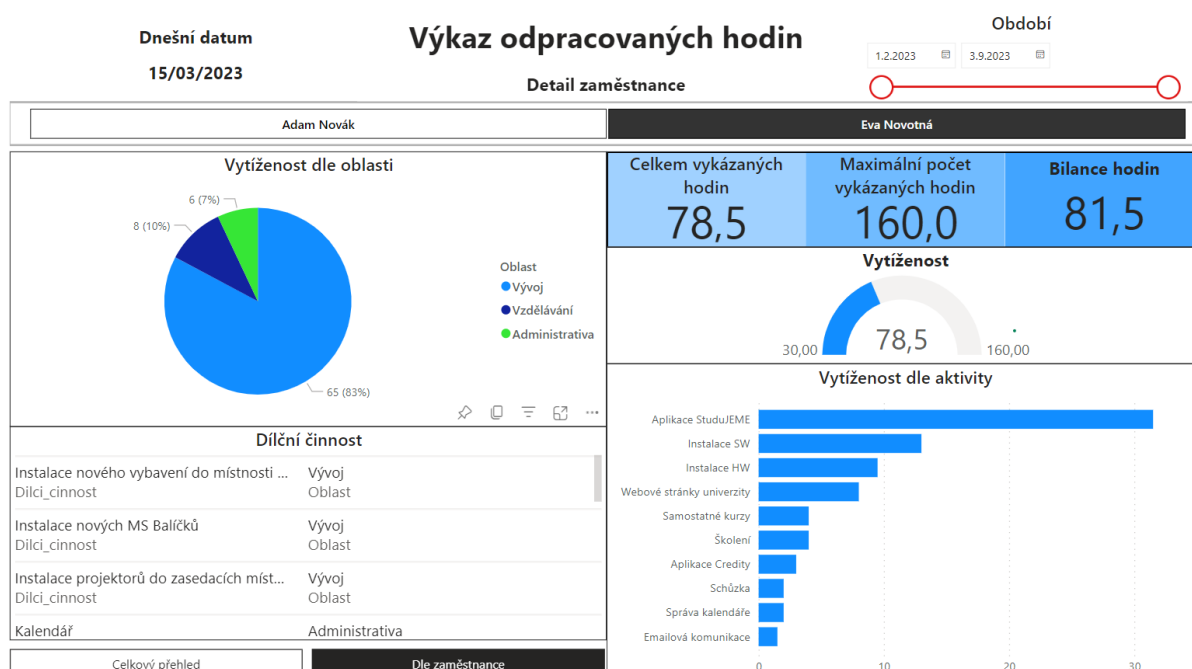 Dnešní datum
15/03/2023
Výkaz odpracovaných hodin
Detail zaměstnance
Období
1.2.2023
3.9.2023
Adam Novák
Eva Novotná
Vytíženost dle oblasti
6 (7%)
8 (10%)
65 (83%)
Oblast
Vývoj
Vzdělávání
Administrativa
Celkem vykázaných
hodin
78,5
Maximální počet
vykázaných hodin
160,0
Bilance hodin
81,5
Vytíženost
78,5
30,00
160,00
Dílční činnost
Instalace nového vybavení do místnosti ...
Vývoj
Dilci_cinnost
Oblast
Instalace nových MS Balíčků
Vývoj
Dilci_cinnost
Oblast
Instalace projektorů do zasedacích míst...
Vývoj
Dilci_cinnost
Oblast
Kalendář
Administrativa
Celkový přehled
Dle zaměstnance
Vytíženost dle aktivity
Aplikace StuduJEME
Instalace SW
Instalace HW
Webové stránky univerzity
Samostatné kurzy
Školení
Aplikace Credity
Schůzka
Správa kalendáře
Emailová komunikace
0
10
20
30